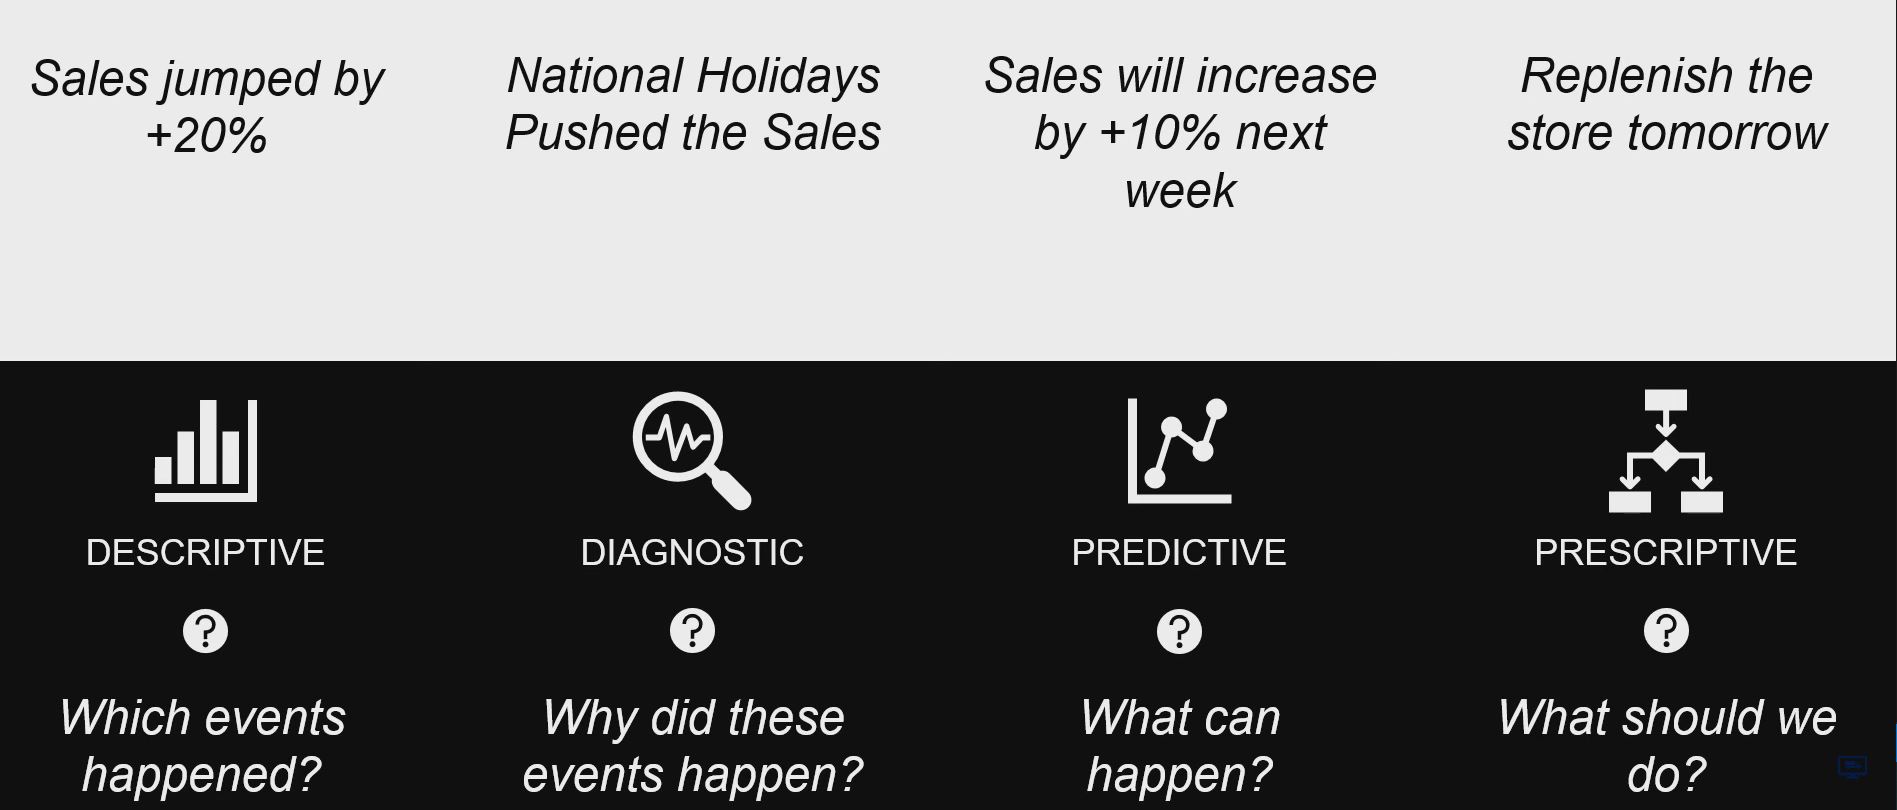 Sales jumped by
+20%
National Holidays
Pushed the Sales
Sales will increase
by +10% next
week
Replenish the
store tomorrow
DESCRIPTIVE
DIAGNOSTIC
PREDICTIVE
PRESCRIPTIVE
?
?
?
?
Which events
happened?
Why did these
events happen?
What can
happen?
What should we
do?